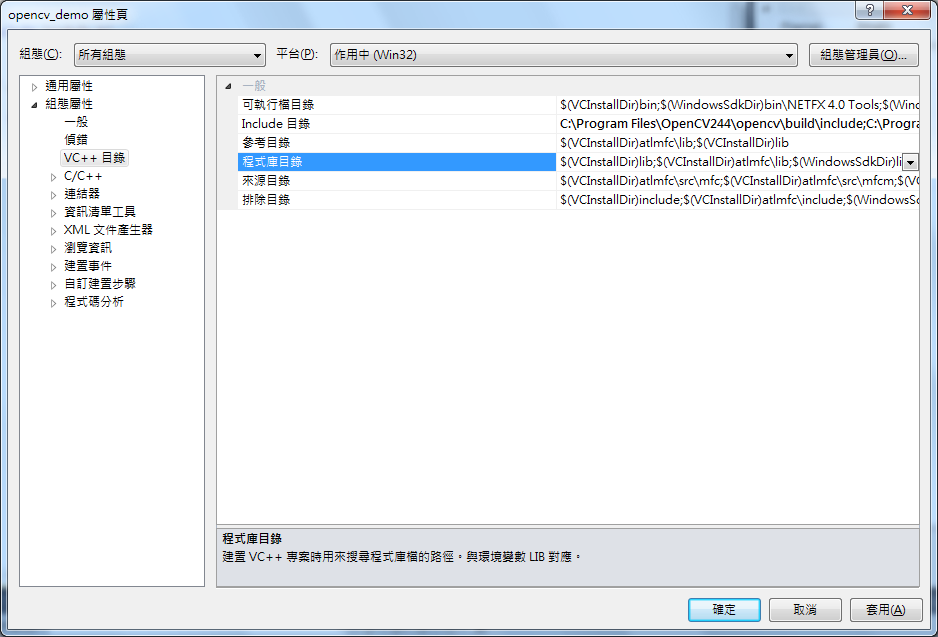 opencv_demo 屬性頁
?
組態(C): 所有組態 平台(P): 作用中 (Win32) 組態管理員(O)...
通用屬性
組態屬性
一般
偵錯
VC++ 目錄
C/C++
連結器
資訊清單工具
XML 文件產生器
瀏覽資訊
建置事件
自訂建置步驟
程式碼分析
一般
可執行檔目錄 $(VCInstallDir)bin;$(WindowsSdkDir)bin\NETFX 4.0 Tools;$(Wind
Include 目錄 C:\Program Files\OpenCV244\opencv\build\include;C:\Progra
參考目錄 $(VCInstallDir)atlmfc\lib;$(VCInstallDir)lib
程式庫目錄 $(VCInstallDir)lib;$(VCInstallDir)atlmfc\lib;$(WindowsSdkDir)li
來源目錄 $(VCInstallDir)atlmfc\src\mfc;$(VCInstallDir)atlmfc\src\mfcm;$(VC
排除目錄 $(VCInstallDir)include;$(VCInstallDir)atlmfc\include;$(WindowsSd
程式庫目錄
建置 VC++ 專案時用來搜尋程式庫檔的路徑。與環境變數 LIB 對應。
確定 取消 套用(A)